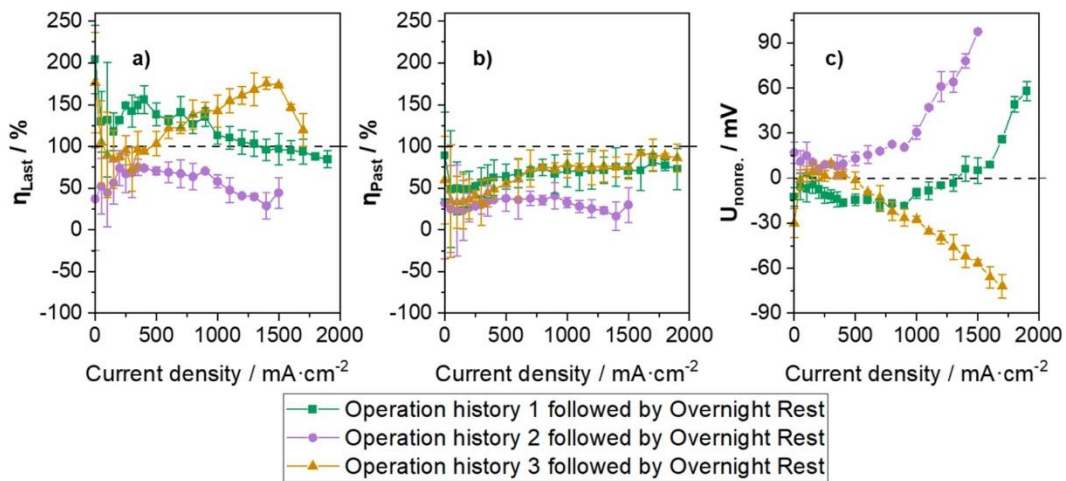 a)
250
200
150
100
50
0
-50
-100
η_Last / %
0 500 1000 1500 2000
Current density / mA·cm⁻²
b)
250
200
150
100
50
0
-50
-100
η_Past / %
0 500 1000 1500 2000
Current density / mA·cm⁻²
c)
90
60
30
0
-30
-60
-90
U_nonre. / mV
0 500 1000 1500 2000
Current density / mA·cm⁻²
Operation history 1 followed by Overnight Rest
Operation history 2 followed by Overnight Rest
Operation history 3 followed by Overnight Rest